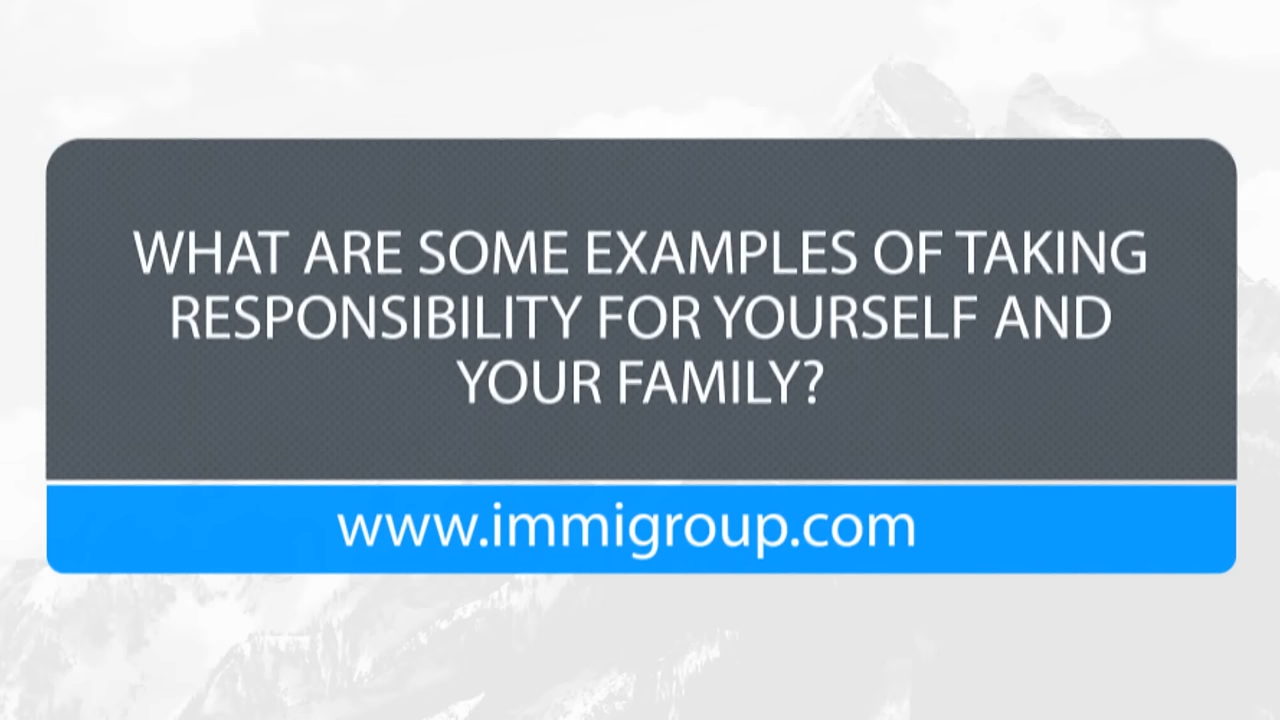 WHAT ARE SOME EXAMPLES OF TAKING
RESPONSIBILITY FOR YOURSELF AND
YOUR FAMILY?
www.immigroup.com